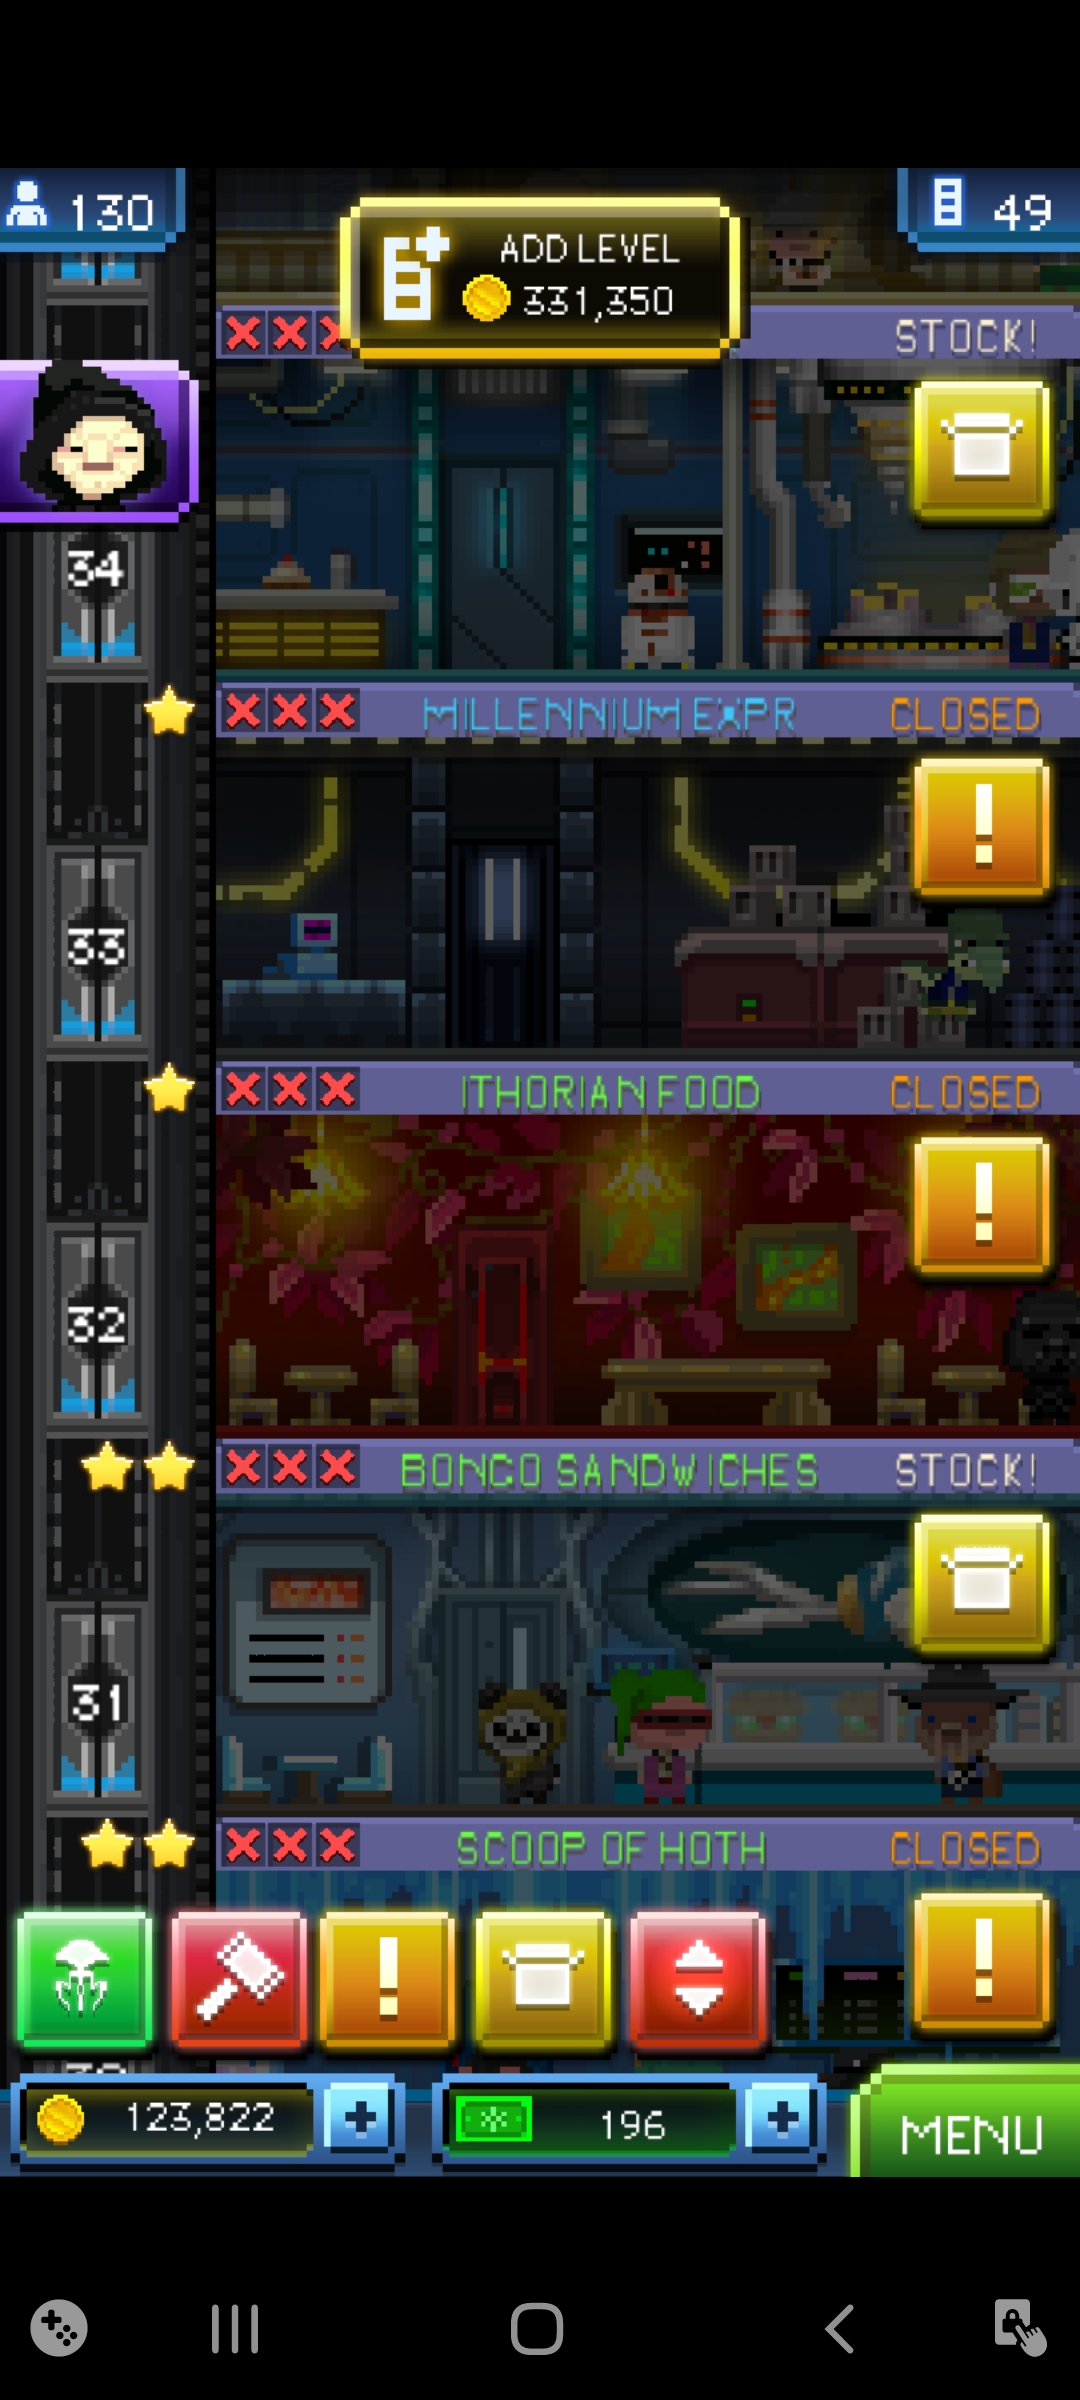 130
ADD LEVEL
331,350
49
STOCK!
34
MILLENNIUM EXPR
CLOSED
33
ITHORIAN FOOD
CLOSED
32
BONGO SANDWICHES
STOCK!
31
SCOOP OF HOTH
CLOSED
123,822
196
MENU